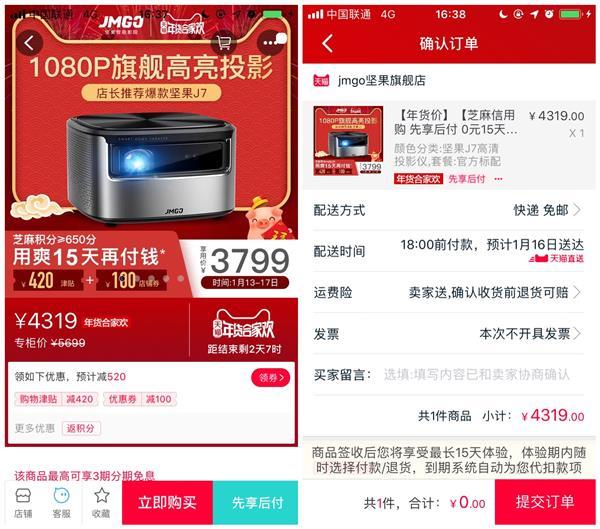 中国联通 4G 16:37
JMGO
坚果智能影院
天猫年货合家欢
1080P旗舰高亮投影
店长推荐爆款坚果J7
SMART HOME THEATER
JMGO
芝麻积分≥650分
用爽15天再付钱*
¥420 津贴 + ¥100 店铺券
享用价
¥3799
时间:1月13-17日
¥4319 年货合家欢
专柜价 ¥5699
天猫年货合家欢
距结束剩2天7时
领如下优惠，预计减520
购物津贴 减420 优惠券 减100
领券 >
更多优惠 返积分
该商品最高可享3期分期免息
店铺 客服 收藏
立即购买
先享后付
中国联通 4G 16:38
确认订单
天猫 jmgo坚果旗舰店
【年货价】【芝麻信用
购 先享后付 0元15天...
¥4319.00
X 1
颜色分类:坚果J7高清
投影仪,套餐:官方标配
年货合家欢 先享后付 ...
配送方式 快递 免邮 >
配送时间 18:00前付款，预计1月16日送达
天猫直送
运费险 卖家送,确认收货前退货可赔 >
发票 本次不开具发票 >
买家留言： 选填:填写内容已和卖家协商确认
共1件商品 小计：¥4319.00
商品签收后您将享受最长15天体验，体验期内随
时选择付款/退货，到期系统自动为您代扣款项
共1件，合计：¥0.00
提交订单